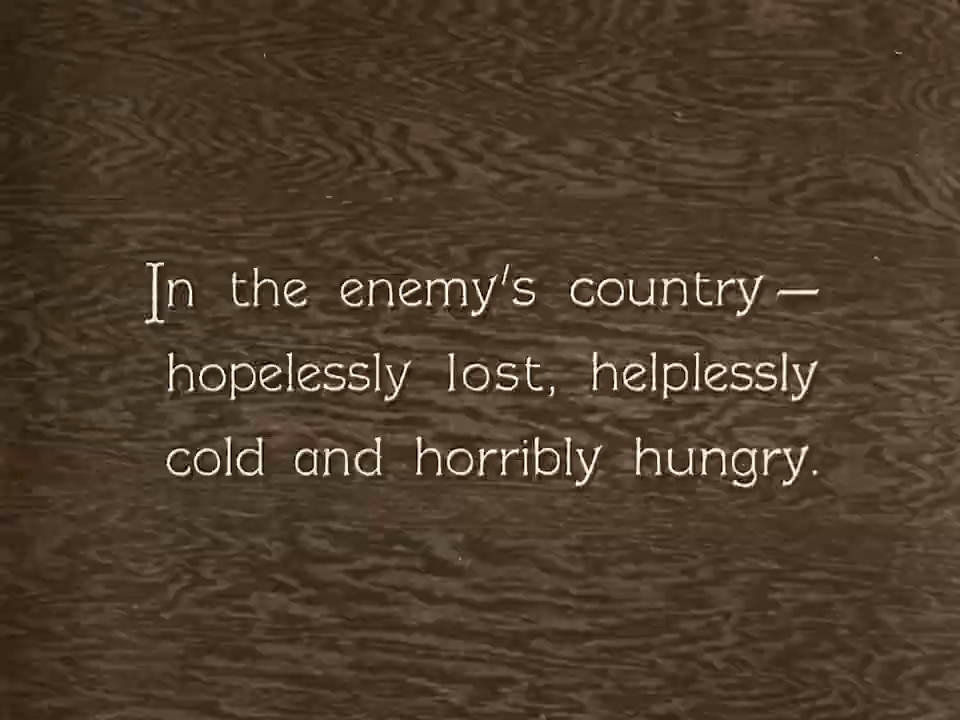 In the enemy's country —
hopelessly lost, helplessly
cold and horribly hungry.